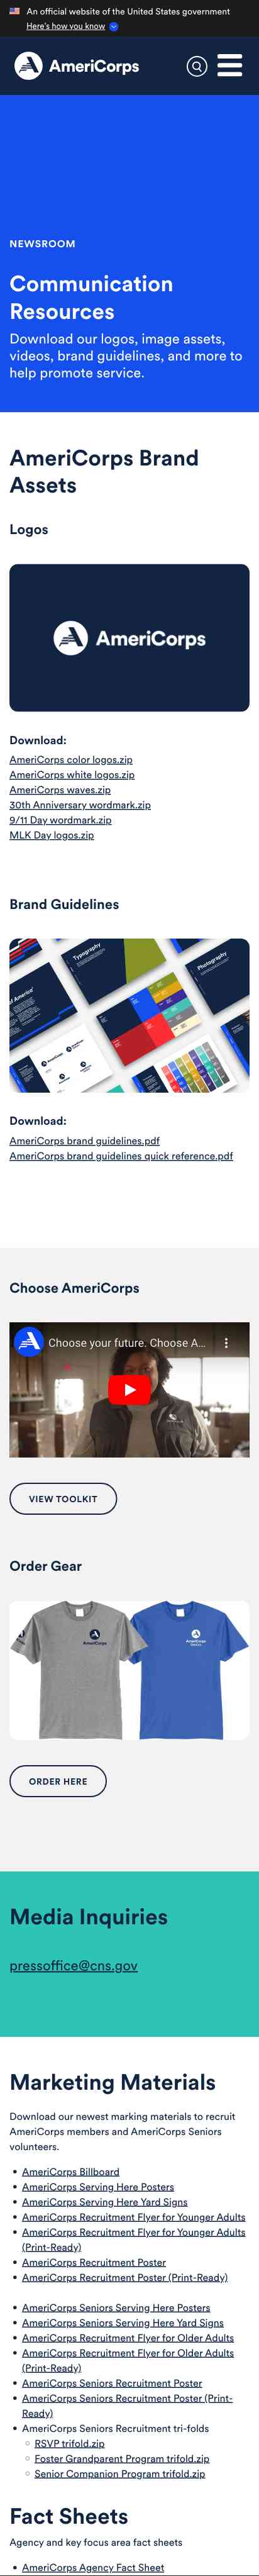 An official website of the United States government
Here's how you know
AmeriCorps
NEWSROOM
Communication
Resources
Download our logos, image assets,
videos, brand guidelines, and more to
help promote service.
AmeriCorps Brand
Assets
Logos
AmeriCorps
Download:
AmeriCorps color logos.zip
AmeriCorps white logos.zip
AmeriCorps waves.zip
30th Anniversary wordmark.zip
9/11 Day wordmark.zip
MLK Day logos.zip
Brand Guidelines
Typography
Photography
Download:
AmeriCorps brand guidelines.pdf
AmeriCorps brand guidelines quick reference.pdf
Choose AmeriCorps
Choose your future. Choose A...
VIEW TOOLKIT
Order Gear
AmeriCorps
AmeriCorps
ORDER HERE
Media Inquiries
pressoffice@cns.gov
Marketing Materials
Download our newest marking materials to recruit
AmeriCorps members and AmeriCorps Seniors
volunteers.
AmeriCorps Billboard
AmeriCorps Serving Here Posters
AmeriCorps Serving Here Yard Signs
AmeriCorps Recruitment Flyer for Younger Adults
AmeriCorps Recruitment Flyer for Younger Adults
(Print-Ready)
AmeriCorps Recruitment Poster
AmeriCorps Recruitment Poster (Print-Ready)
AmeriCorps Seniors Serving Here Posters
AmeriCorps Seniors Serving Here Yard Signs
AmeriCorps Recruitment Flyer for Older Adults
AmeriCorps Recruitment Flyer for Older Adults
(Print-Ready)
AmeriCorps Seniors Recruitment Poster
AmeriCorps Seniors Recruitment Poster (Print-
Ready)
AmeriCorps Seniors Recruitment tri-folds
RSVP trifold.zip
Foster Grandparent Program trifold.zip
Senior Companion Program trifold.zip
Fact Sheets
Agency and key focus area fact sheets
AmeriCorps Agency Fact Sheet